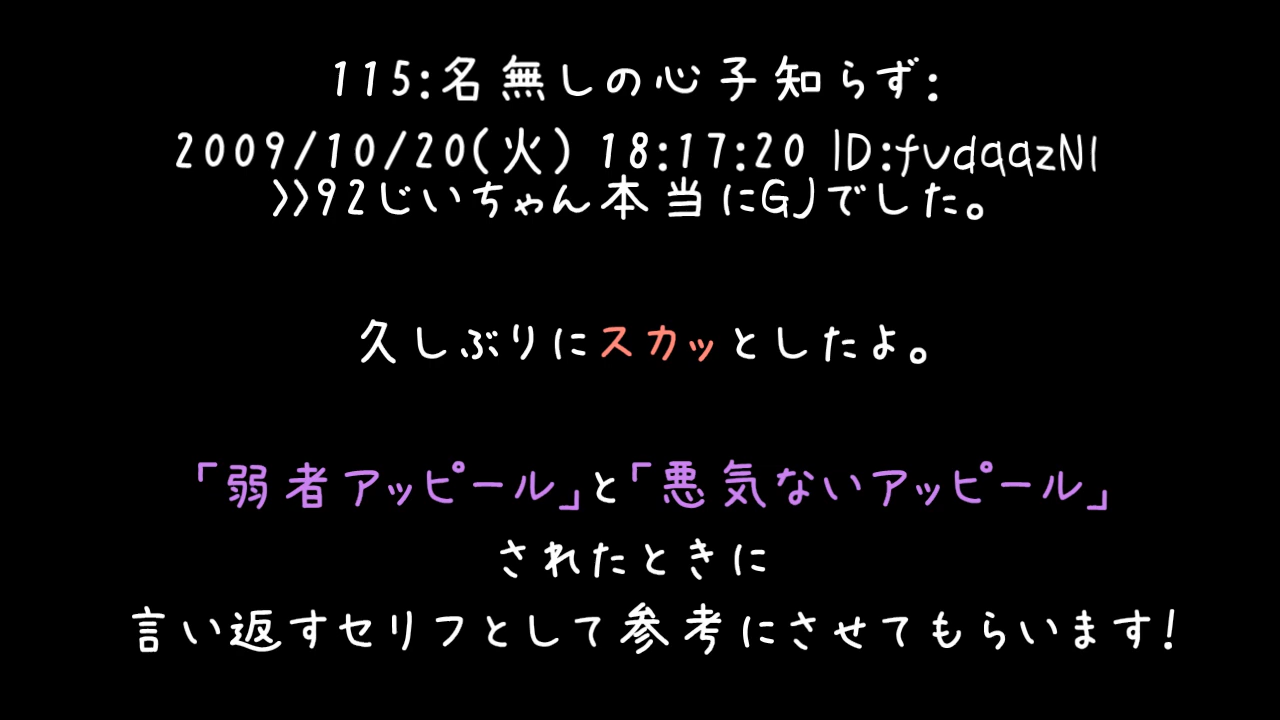 115:名無しの心子知らず:
2009/10/20(火) 18:17:20 ID:fvdqqzNI
>>92じいちゃん本当にGJでした。
久しぶりにスカッとしたよ。
「弱者アッピール」と「悪気ないアッピール」
されたときに
言い返すセリフとして参考にさせてもらいます!